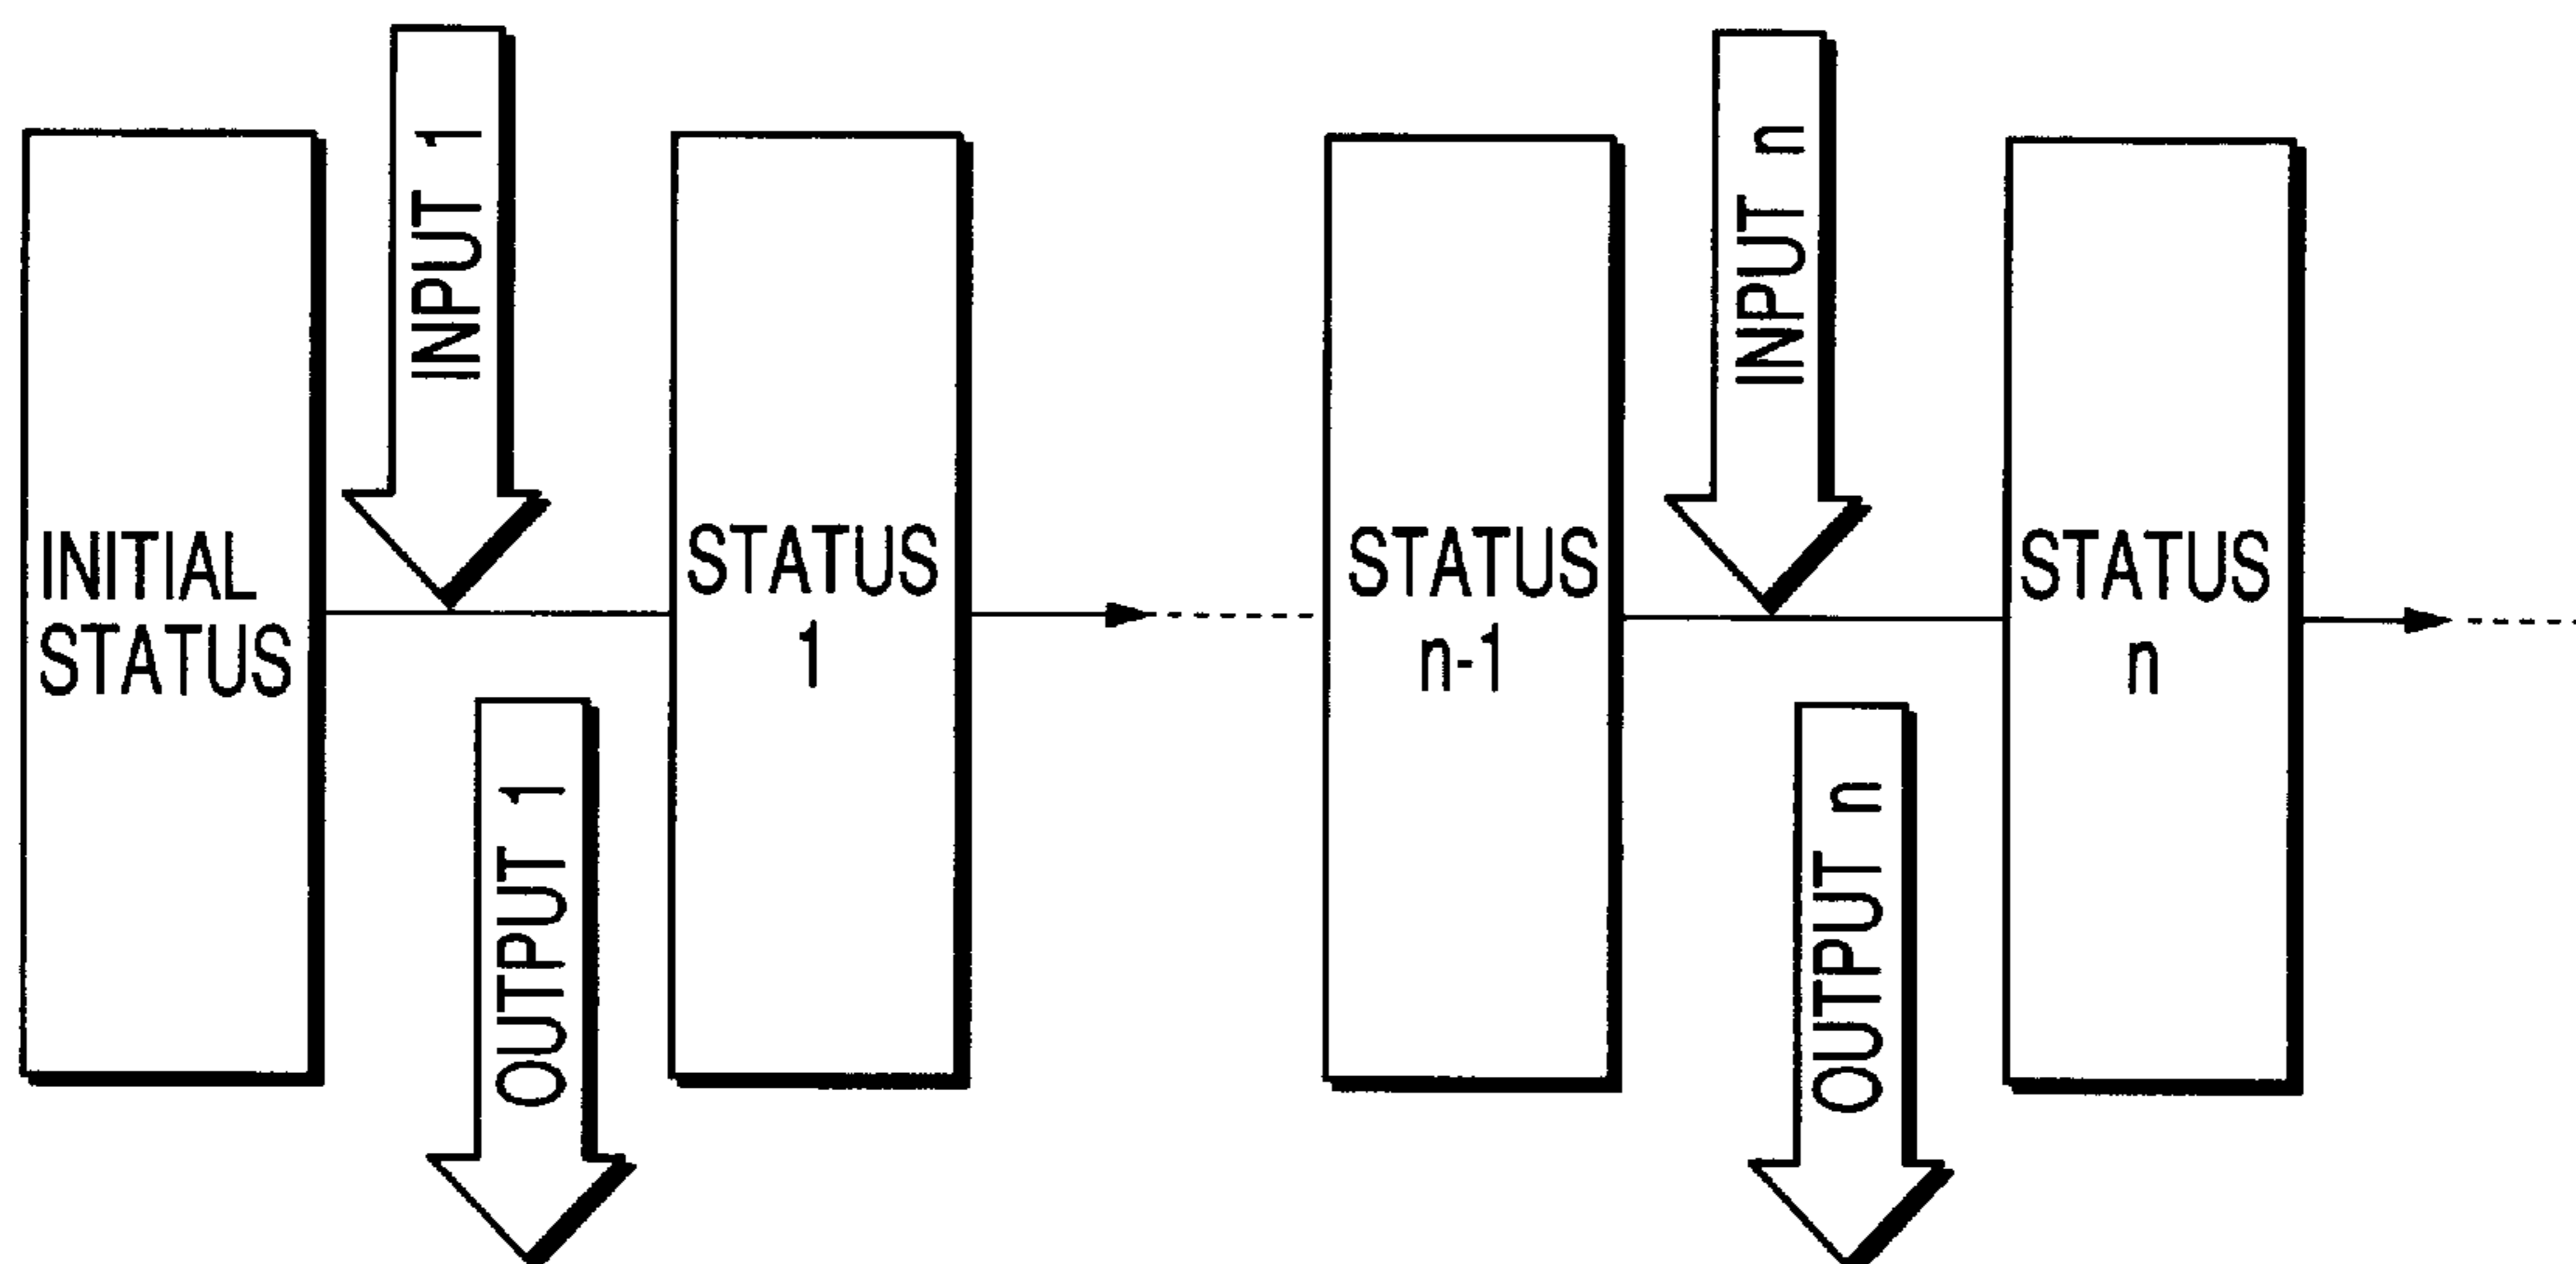 INPUT 1
INPUT n
INITIAL
STATUS
STATUS
1
STATUS
n-1
STATUS
n
OUTPUT 1
OUTPUT n